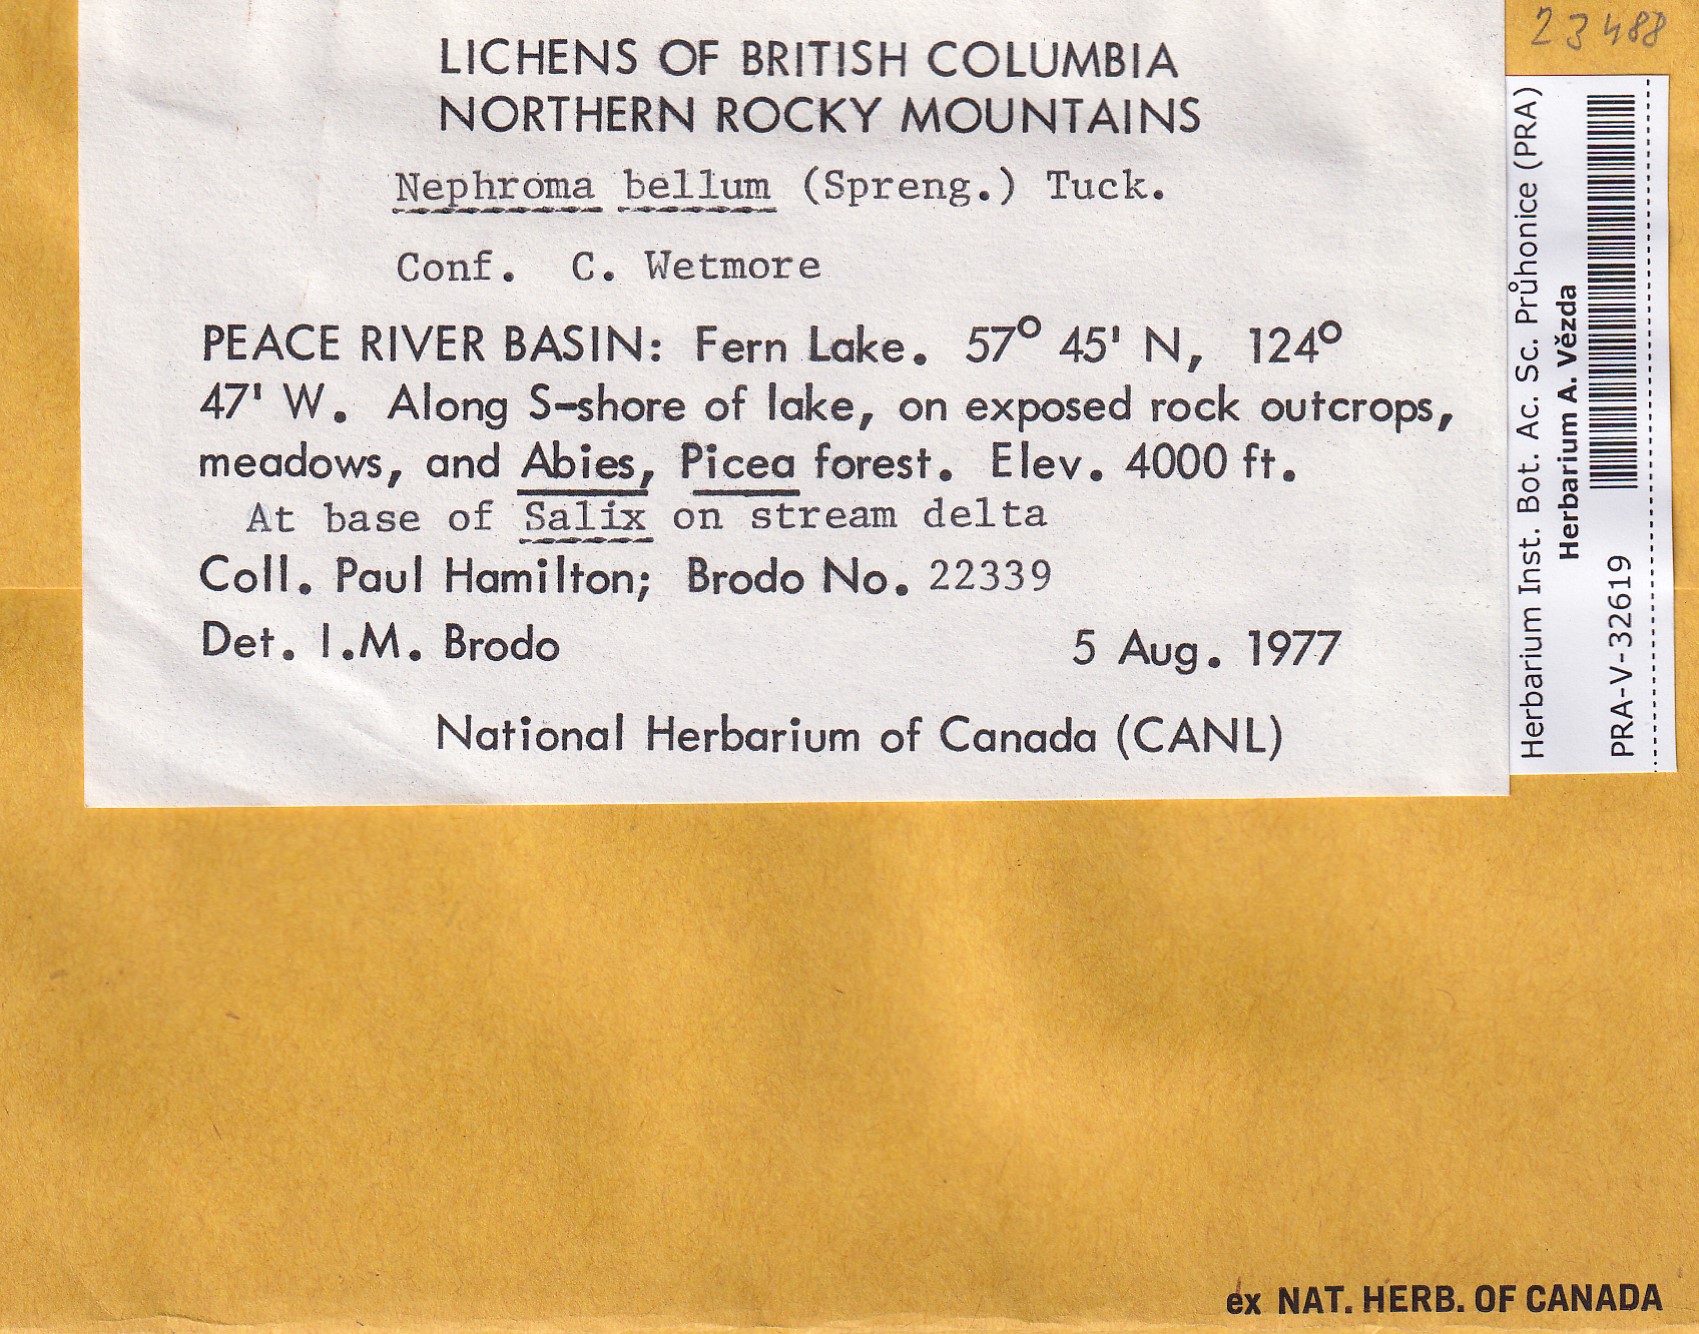 23488
LICHENS OF BRITISH COLUMBIA
NORTHERN ROCKY MOUNTAINS
Nephroma bellum (Spreng.) Tuck.
Conf. C. Wetmore
PEACE RIVER BASIN: Fern Lake. 57° 45' N, 124°
47' W. Along S-shore of lake, on exposed rock outcrops,
meadows, and Abies, Picea forest. Elev. 4000 ft.
At base of Salix on stream delta
Coll. Paul Hamilton; Brodo No. 22339
Det. I.M. Brodo 5 Aug. 1977
National Herbarium of Canada (CANL)
Herbarium Inst. Bot. Ac. Sc. Průhonice (PRA)
Herbarium A. Vězda
PRA-V-32619
ex NAT. HERB. OF CANADA